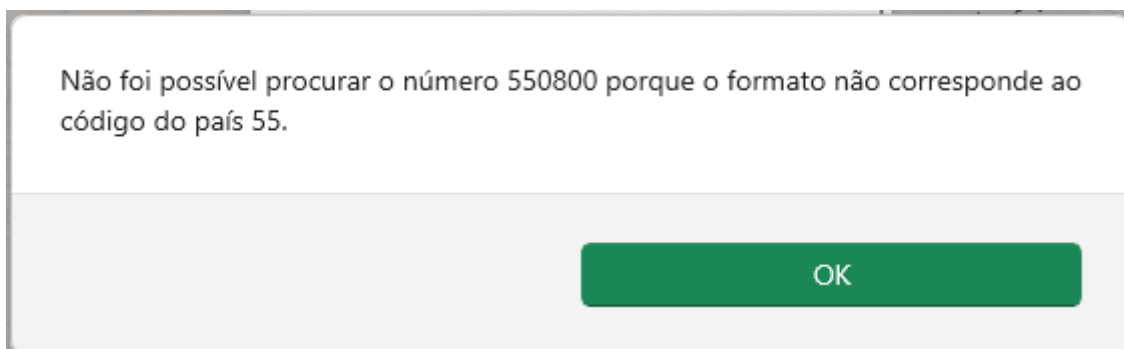 Não foi possível procurar o número 550800 porque o formato não corresponde ao
código do país 55.
OK